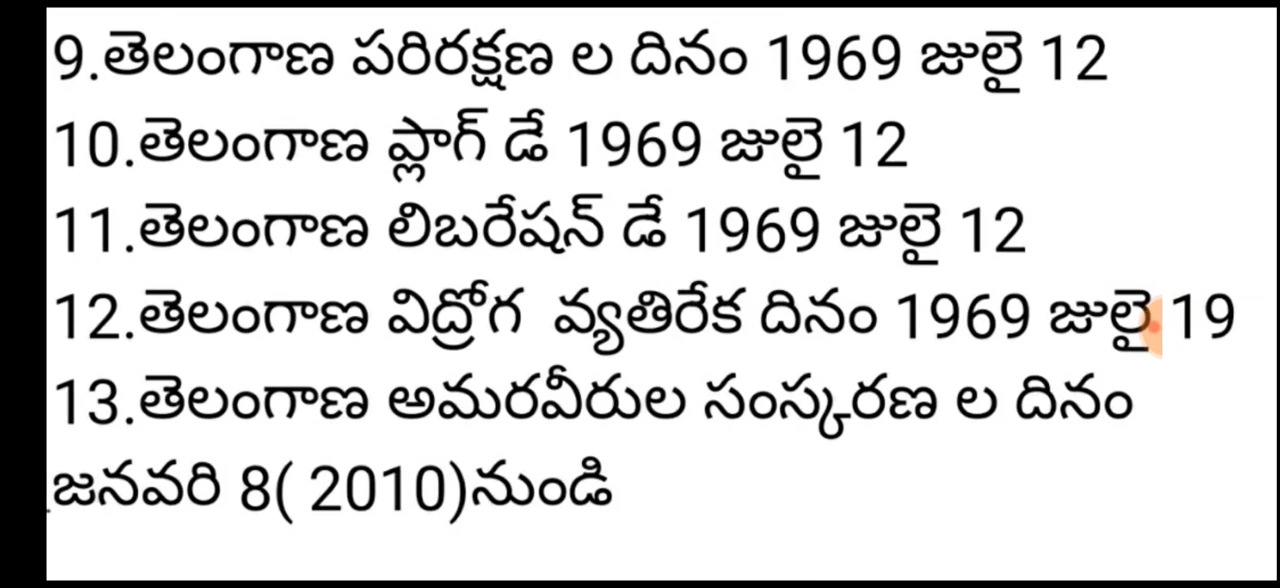 9.తెలంగాణ పరిరక్షణ ల దినం 1969 జులై 12
10.తెలంగాణ ప్లాగ్ డే 1969 జులై 12
11.తెలంగాణ లిబరేషన్ డే 1969 జులై 12
12.తెలంగాణ విద్రోగ వ్యతిరేక దినం 1969 జులై 19
13.తెలంగాణ అమరవీరుల సంస్కరణ ల దినం
జనవరి 8( 2010)నుండి